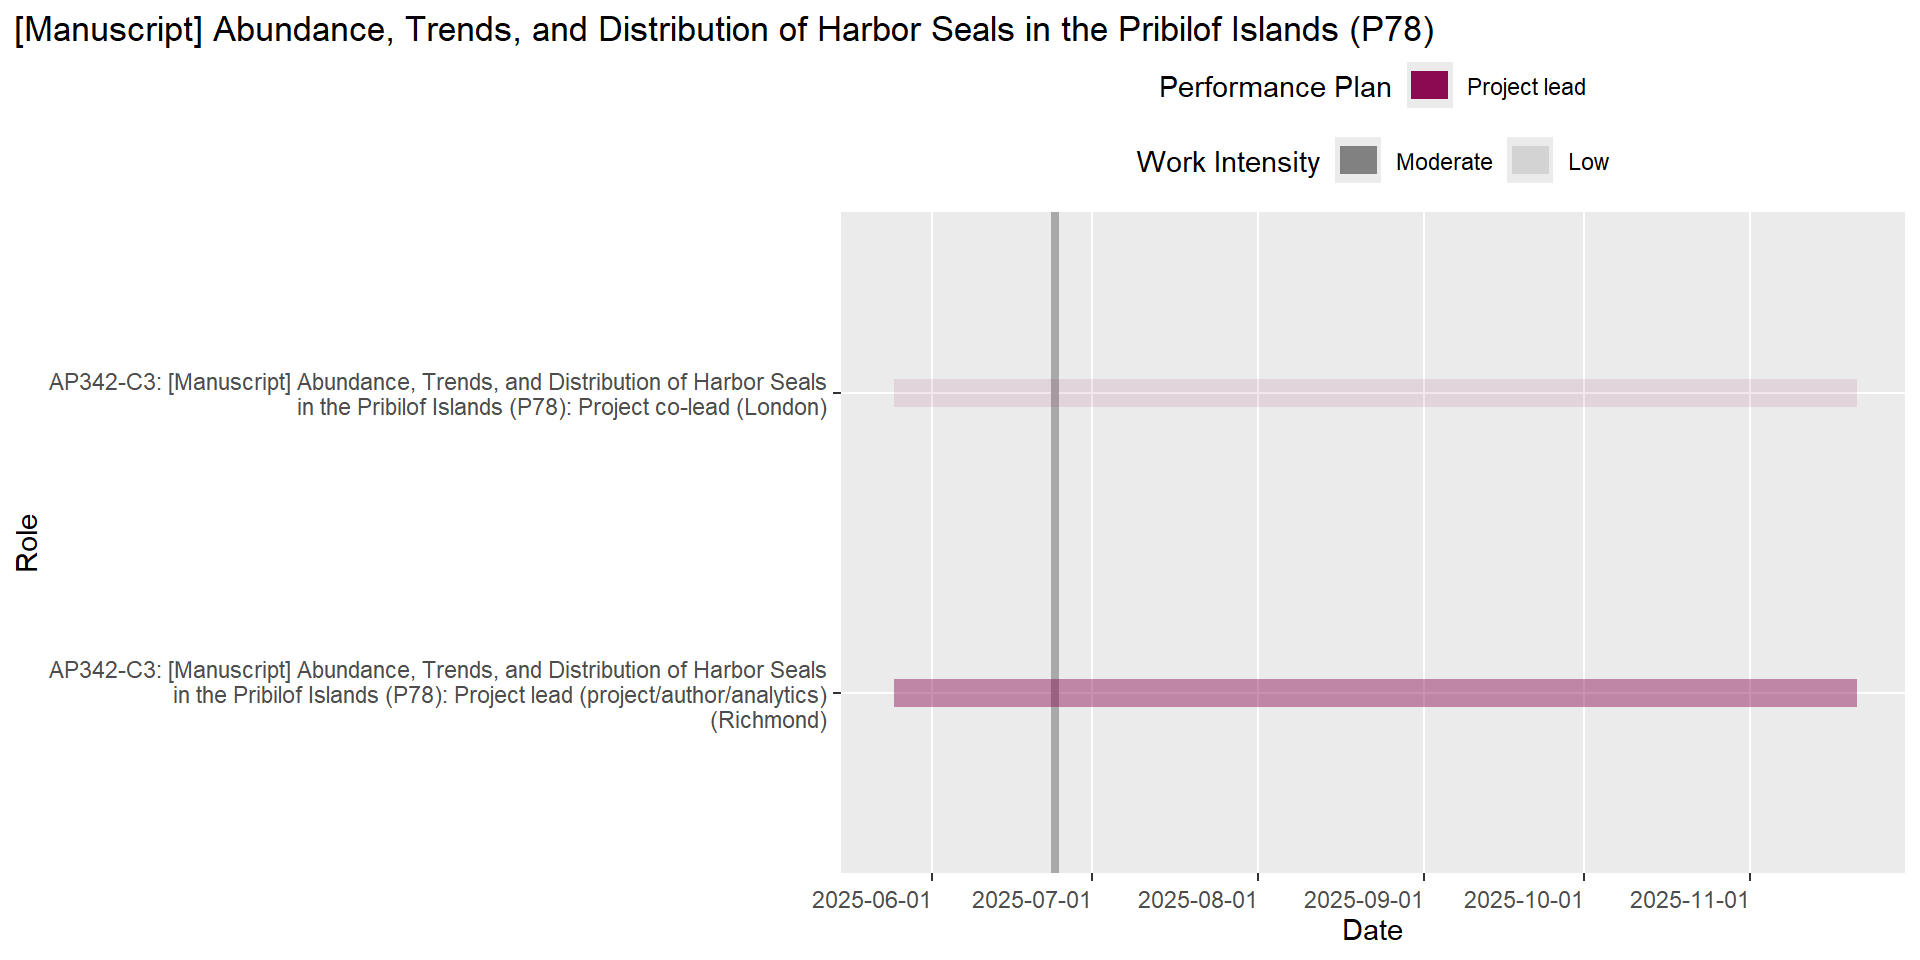 [Manuscript] Abundance, Trends, and Distribution of Harbor Seals in the Pribilof Islands (P78)
Performance Plan
Project lead
Work Intensity
Moderate
Low
AP342-C3: [Manuscript] Abundance, Trends, and Distribution of Harbor Seals
in the Pribilof Islands (P78): Project co-lead (London)
Role
AP342-C3: [Manuscript] Abundance, Trends, and Distribution of Harbor Seals
in the Pribilof Islands (P78): Project lead (project/author/analytics)
(Richmond)
2025-06-01
2025-07-01
2025-08-01
2025-09-01
2025-10-01
2025-11-01
Date